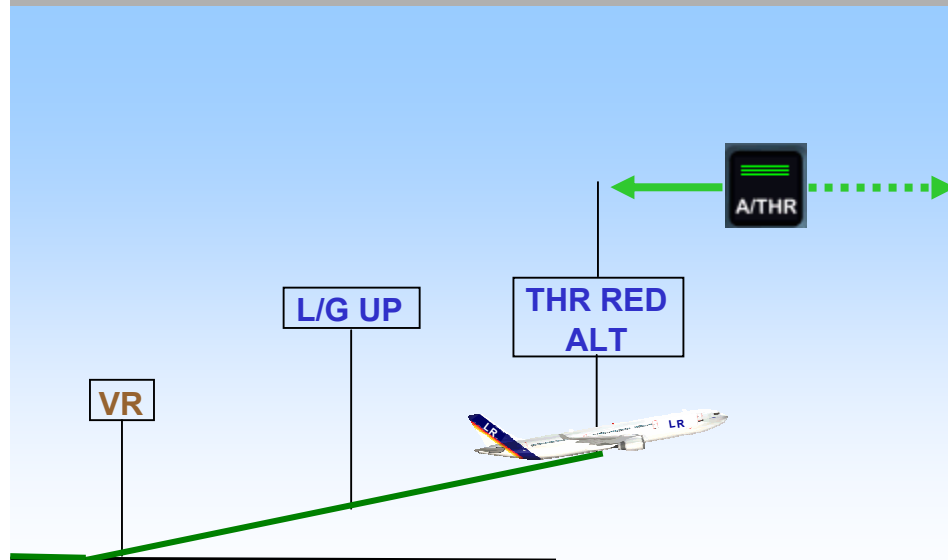 A/THR
THR RED
ALT
L/G UP
VR
LR
LR